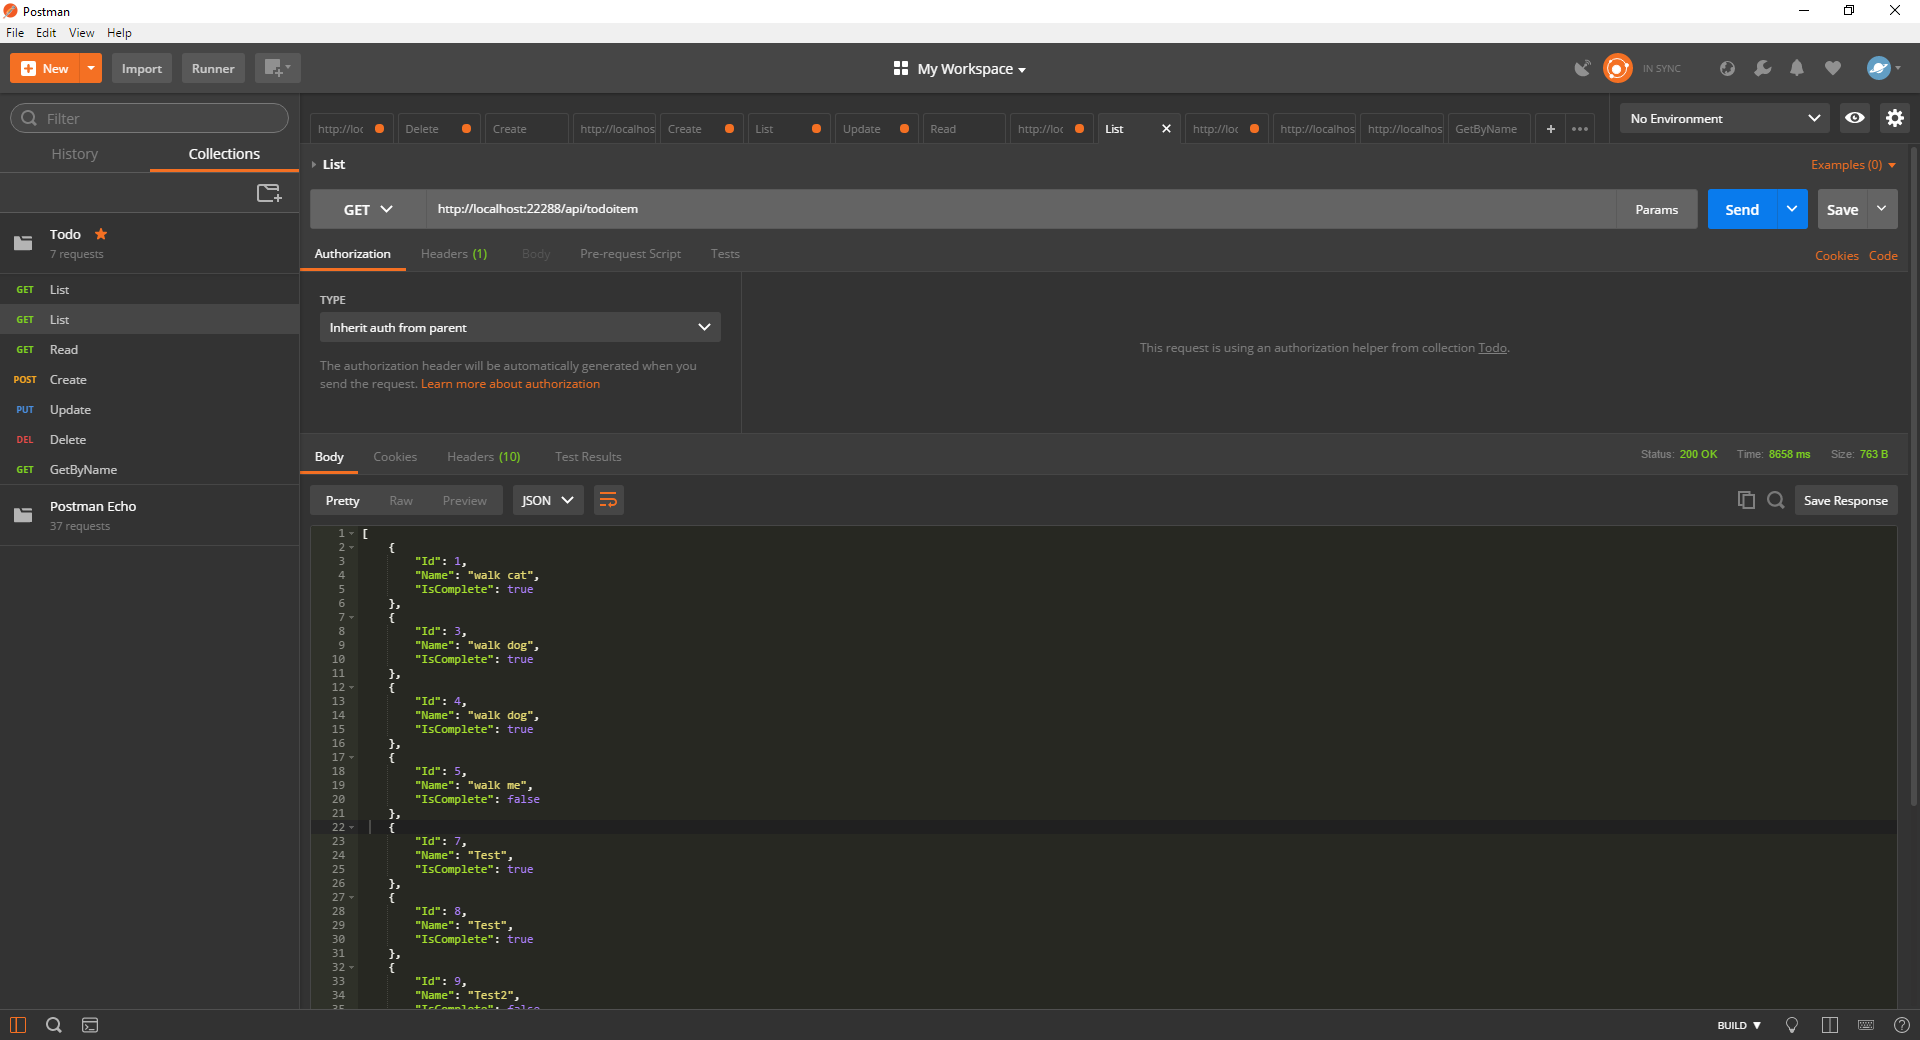 Postman
File Edit View Help
New Import Runner My Workspace IN SYNC
Filter
History Collections
Todo
7 requests
GET List
GET List
GET Read
POST Create
PUT Update
DEL Delete
GET GetByName
Postman Echo
37 requests
http://loc Delete Create http://localhos Create List Update Read http://loc List http://loc http://localhos http://localhos GetByName
No Environment
List
Examples (0)
GET http://localhost:22288/api/todoitem Params Send Save
Authorization Headers (1) Body Pre-request Script Tests Cookies Code
TYPE
Inherit auth from parent
The authorization header will be automatically generated when you
send the request. Learn more about authorization
This request is using an authorization helper from collection Todo.
Body Cookies Headers (10) Test Results Status: 200 OK Time: 8658 ms Size: 763 B
Pretty Raw Preview JSON Save Response
1 [
2 {
3 "Id": 1,
4 "Name": "walk cat",
5 "IsComplete": true
6 },
7 {
8 "Id": 3,
9 "Name": "walk dog",
10 "IsComplete": true
11 },
12 {
13 "Id": 4,
14 "Name": "walk dog",
15 "IsComplete": true
16 },
17 {
18 "Id": 5,
19 "Name": "walk me",
20 "IsComplete": false
21 },
22 {
23 "Id": 7,
24 "Name": "Test",
25 "IsComplete": true
26 },
27 {
28 "Id": 8,
29 "Name": "Test",
30 "IsComplete": true
31 },
32 {
33 "Id": 9,
34 "Name": "Test2",
35 "IsComplete": false
BUILD